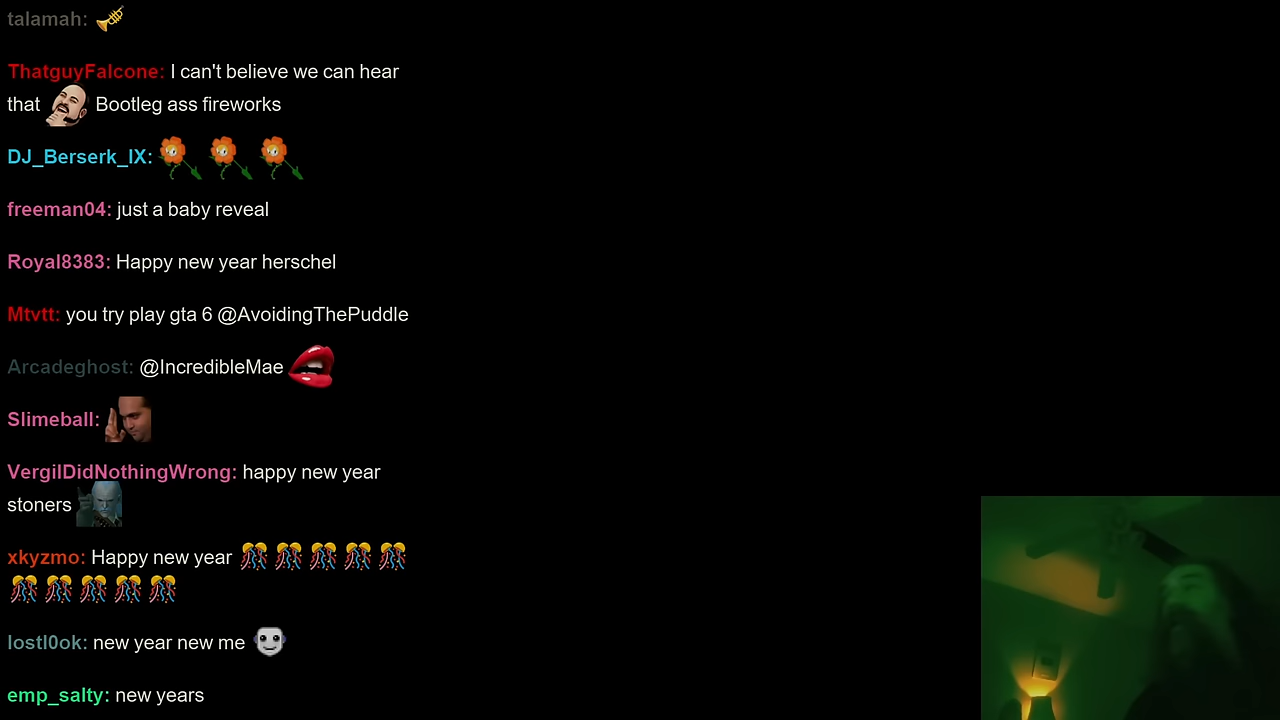 talamah:
ThatguyFalcone: I can't believe we can hear
that Bootleg ass fireworks
DJ_Berserk_IX:
freeman04: just a baby reveal
Royal8383: Happy new year herschel
Mtvtt: you try play gta 6 @AvoidingThePuddle
Arcadeghost: @IncredibleMae
Slimeball:
VergilDidNothingWrong: happy new year
stoners
xkyzmo: Happy new year
lostl0ok: new year new me
emp_salty: new years